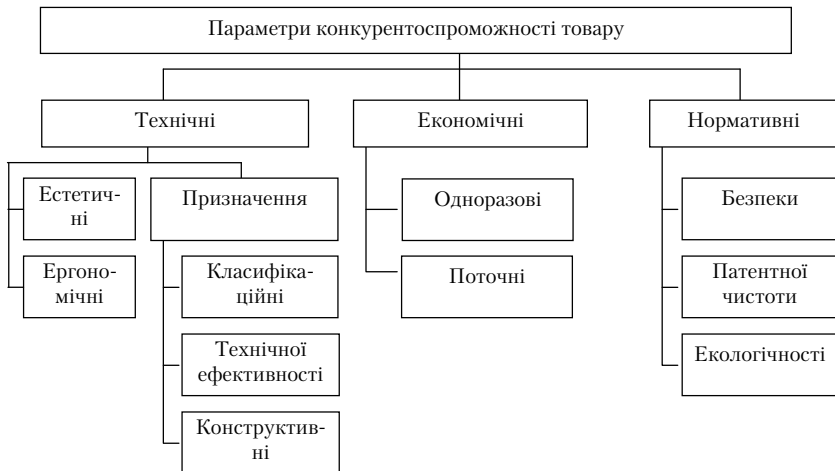 Параметри конкурентоспроможності товару
Технічні
Економічні
Нормативні
Естетич-
ні
Призначення
Одноразові
Безпеки
Ергоно-
мічні
Класифіка-
ційні
Поточні
Патентної
чистоти
Технічної
ефективності
Екологічності
Конструктив-
ні